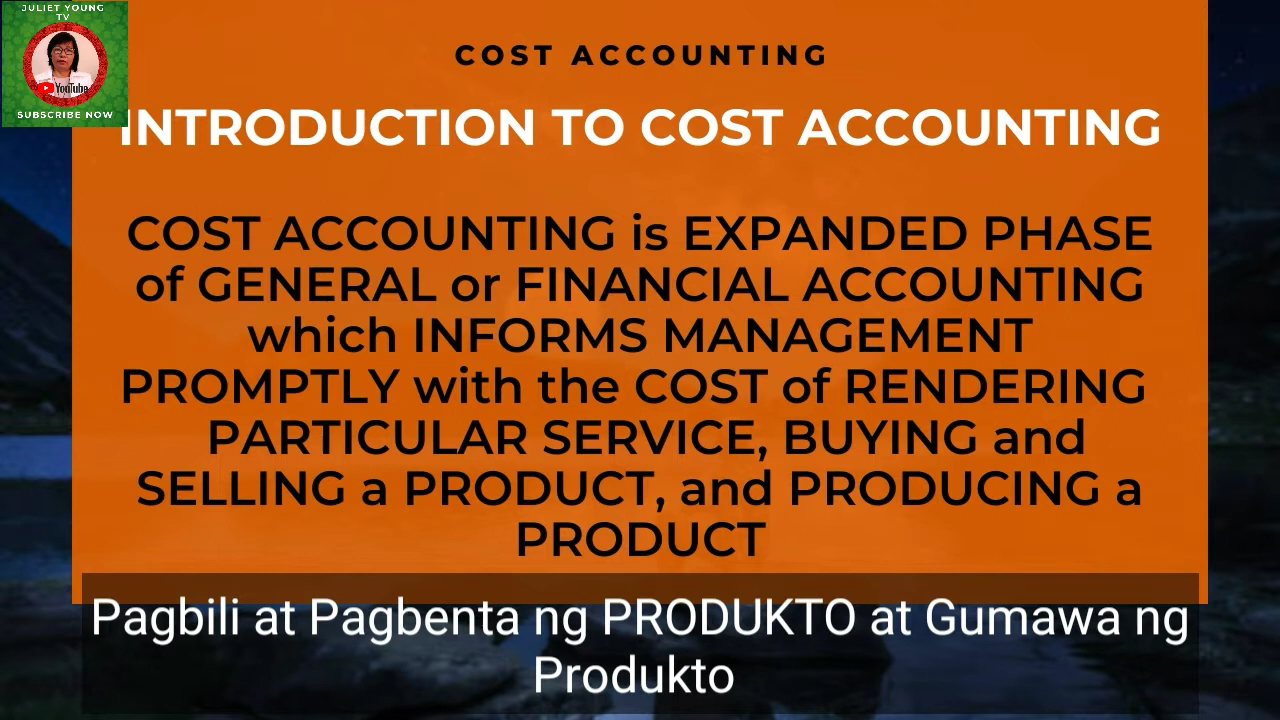 JULIET YOUNG
TV
YouTube
SUBSCRIBE NOW
COST ACCOUNTING
INTRODUCTION TO COST ACCOUNTING
COST ACCOUNTING is EXPANDED PHASE
of GENERAL or FINANCIAL ACCOUNTING
which INFORMS MANAGEMENT
PROMPTLY with the COST of RENDERING
PARTICULAR SERVICE, BUYING and
SELLING a PRODUCT, and PRODUCING a
PRODUCT
Pagbili at Pagbenta ng PRODUKTO at Gumawa ng
Produkto